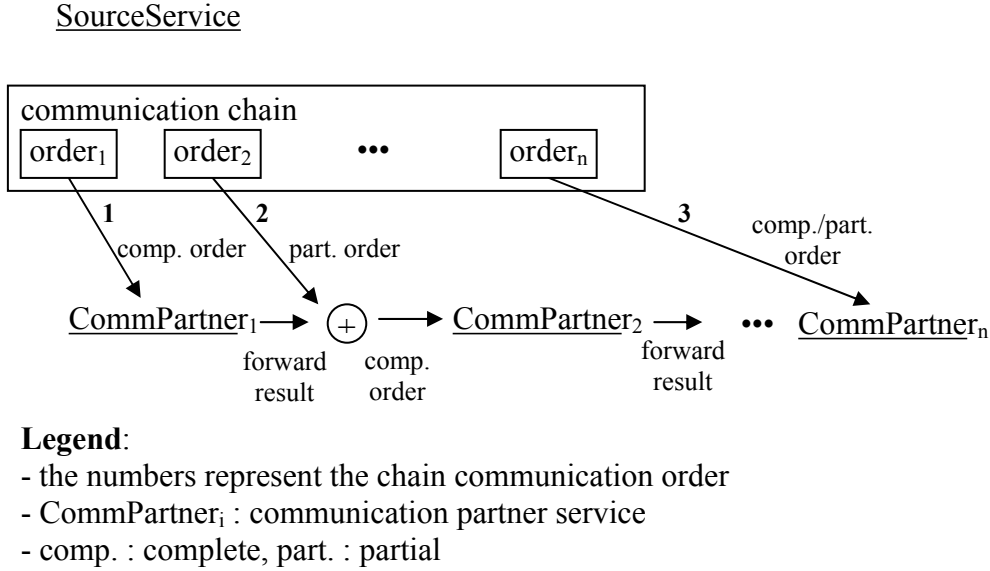 SourceService
communication chain
order₁ order₂ ••• orderₙ
1 2 3
comp. order part. order comp./part. order
CommPartner₁ + CommPartner₂ ••• CommPartnerₙ
forward result comp. order forward result
Legend:
- the numbers represent the chain communication order
- CommPartnerᵢ : communication partner service
- comp. : complete, part. : partial